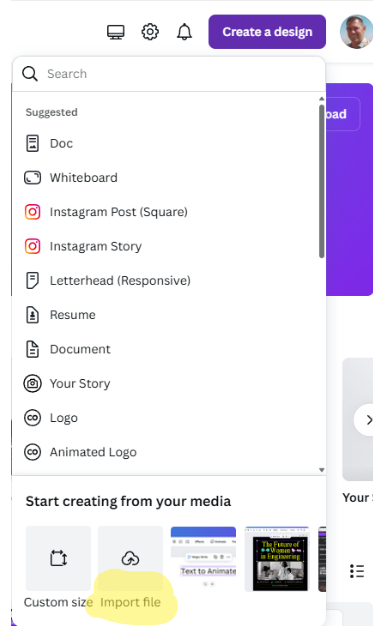 Create a design
Search
oad
Suggested
Doc
Whiteboard
Instagram Post (Square)
Instagram Story
Letterhead (Responsive)
Resume
Document
Your Story
Logo
CO
Animated Logo
CO
Your S
Start creating from your media
Text to Animate
The Future of
Women
in
Engineering
Custom size
Import file